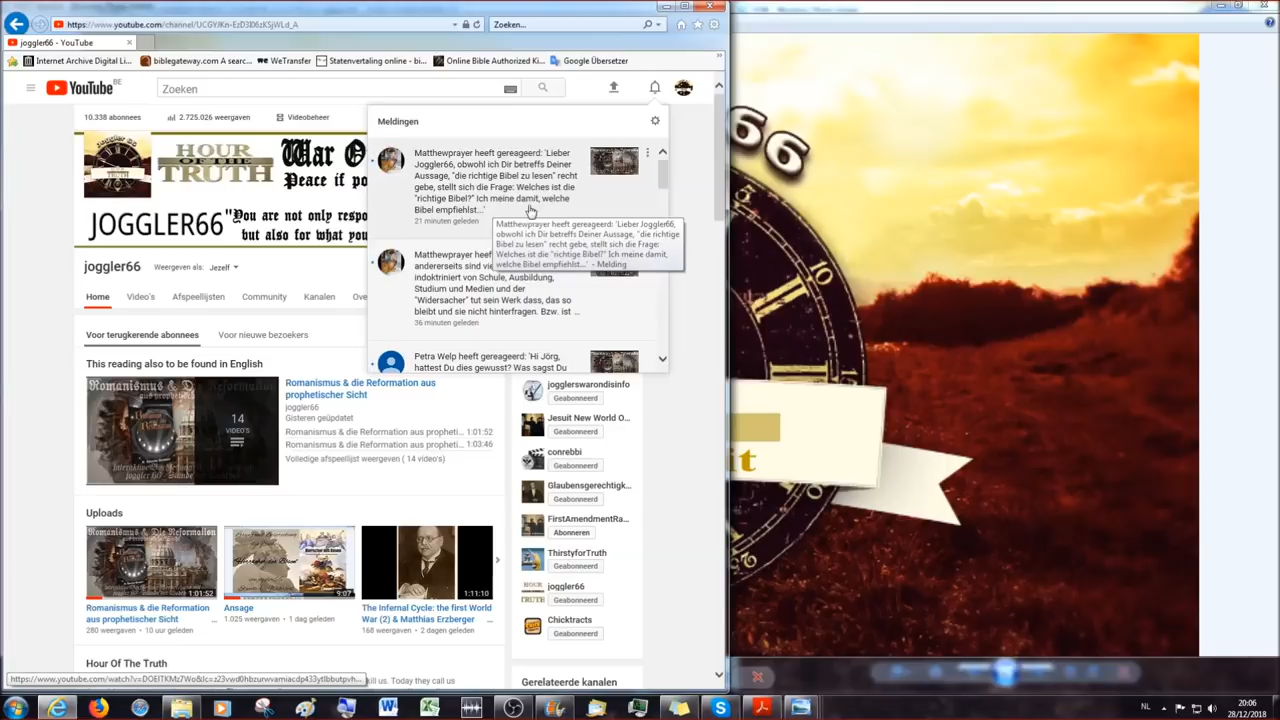 https://www.youtube.com/channel/UCGYJKn-EzD3I06zKSjWLd_A
Zoeken...
joggler66 - YouTube
Internet Archive Digital Li...
biblegateway.com A searc...
WeTransfer
Statenvertaling online - bi...
Online Bible Authorized Ki...
Google Übersetzer
YouTube BE
Zoeken
10.338 abonnees
2.725.026 weergaven
Videobeheer
HOUR
OF THE
TRUTH
War O
Peace if po
JOGGLER66
"You are not only respo
but also for what you
joggler66
Weergeven als: Jezelf
Home
Video's
Afspeellijsten
Community
Kanalen
Ove
Voor terugkerende abonnees
Voor nieuwe bezoekers
Meldingen
Matthewprayer heeft gereageerd: 'Lieber
Joggler66, obwohl ich Dir betreffs Deiner
Aussage, "die richtige Bibel zu lesen" recht
gebe, stellt sich die Frage: Welches ist die
"richtige Bibel?" Ich meine damit, welche
Bibel empfiehlst...'
21 minuten geleden
Matthewprayer heeft gereageerd: 'Lieber Joggler66,
obwohl ich Dir betreffs Deiner Aussage, "die richtige
Bibel zu lesen" recht gebe, stellt sich die Frage:
Welches ist die "richtige Bibel?" Ich meine damit,
welche Bibel empfiehlst...' - Melding
Matthewprayer heeft
andererseits sind vie
indoktriniert von Schule, Ausbildung,
Studium und Medien und der
"Widersacher" tut sein Werk dass, das so
bleibt und sie nicht hinterfragen. Bzw. ist ...
36 minuten geleden
Petra Welp heeft gereageerd: 'Hi Jörg,
hattest Du dies gewusst? Was sagst Du
This reading also to be found in English
14
VIDEO'S
Romanismus & die Reformation aus
prophetischer Sicht
joggler66
Gisteren geüpdatet
Romanismus & die Reformation aus propheti... 1:01:52
Romanismus & die Reformation aus propheti... 1:03:46
Volledige afspeellijst weergeven ( 14 video's)
Uploads
1:01:52
9:07
1:11:10
Romanismus & die Reformation
aus prophetischer Sicht
280 weergaven • 10 uur geleden
Ansage
1.025 weergaven • 1 dag geleden
The Infernal Cycle: the first World
War (2) & Matthias Erzberger
168 weergaven • 2 dagen geleden
Hour Of The Truth
kill us. Today they call us
jogglerswarondisinfo
Geabonneerd
Jesuit New World O...
Geabonneerd
conrebbi
Geabonneerd
Glaubensgerechtigk...
Geabonneerd
FirstAmendmentRa...
Abonneren
ThirstyforTruth
Geabonneerd
joggler66
Geabonneerd
Chicktracts
Geabonneerd
Gerelateerde kanalen
66
it
NL
20:06
28/12/2018